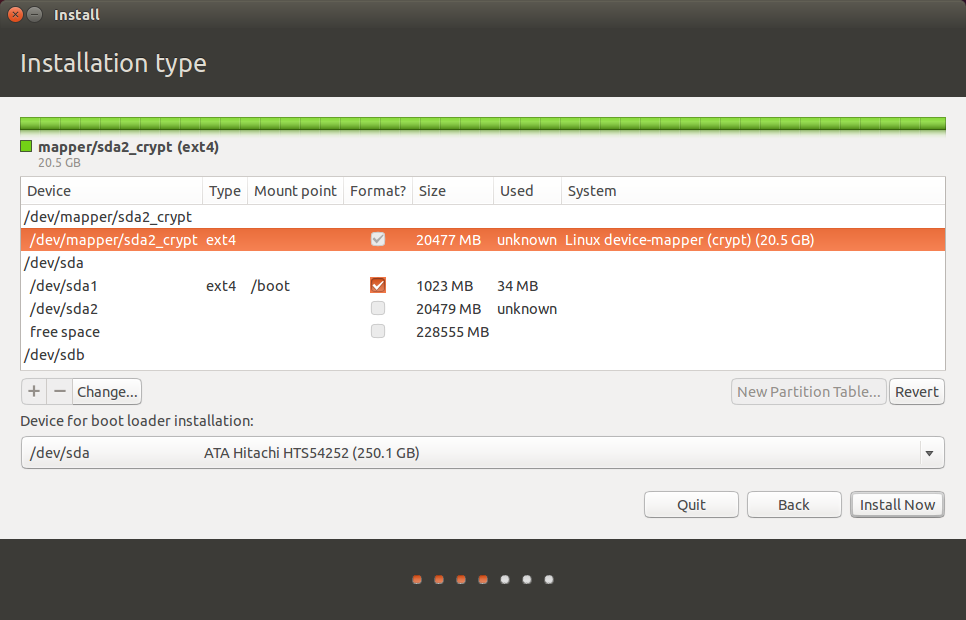 Install
Installation type
mapper/sda2_crypt (ext4)
20.5 GB
Device Type Mount point Format? Size Used System
/dev/mapper/sda2_crypt
/dev/mapper/sda2_crypt ext4 20477 MB unknown Linux device-mapper (crypt) (20.5 GB)
/dev/sda
/dev/sda1 ext4 /boot 1023 MB 34 MB
/dev/sda2 20479 MB unknown
free space 228555 MB
/dev/sdb
+ − Change... New Partition Table... Revert
Device for boot loader installation:
/dev/sda ATA Hitachi HTS54252 (250.1 GB)
Quit Back Install Now